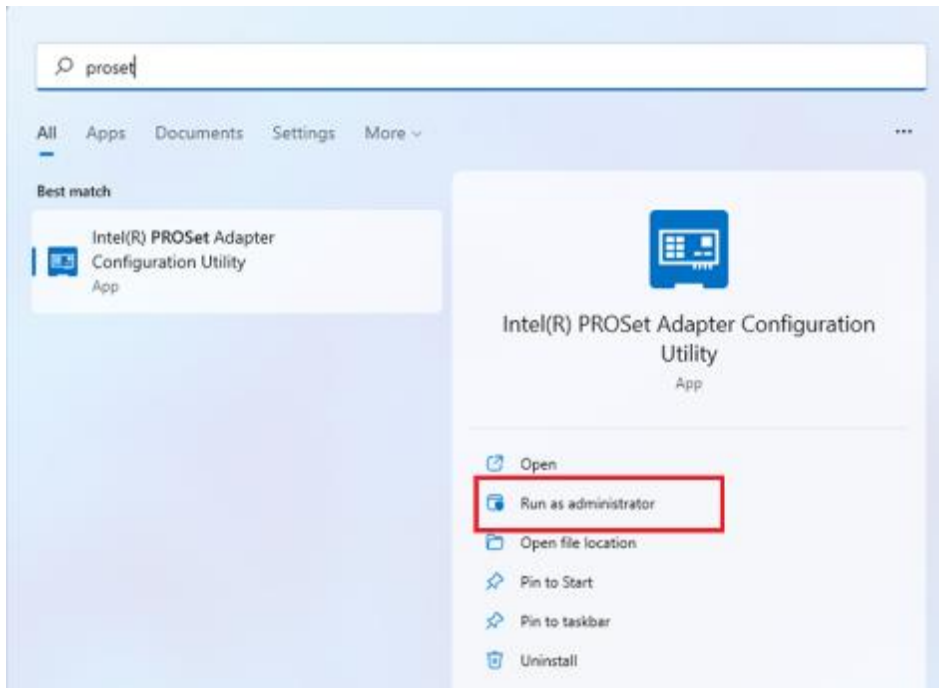 proset
All Apps Documents Settings More
Best match
Intel(R) PROSet Adapter
Configuration Utility
App
Intel(R) PROSet Adapter Configuration
Utility
App
Open
Run as administrator
Open file location
Pin to Start
Pin to taskbar
Uninstall